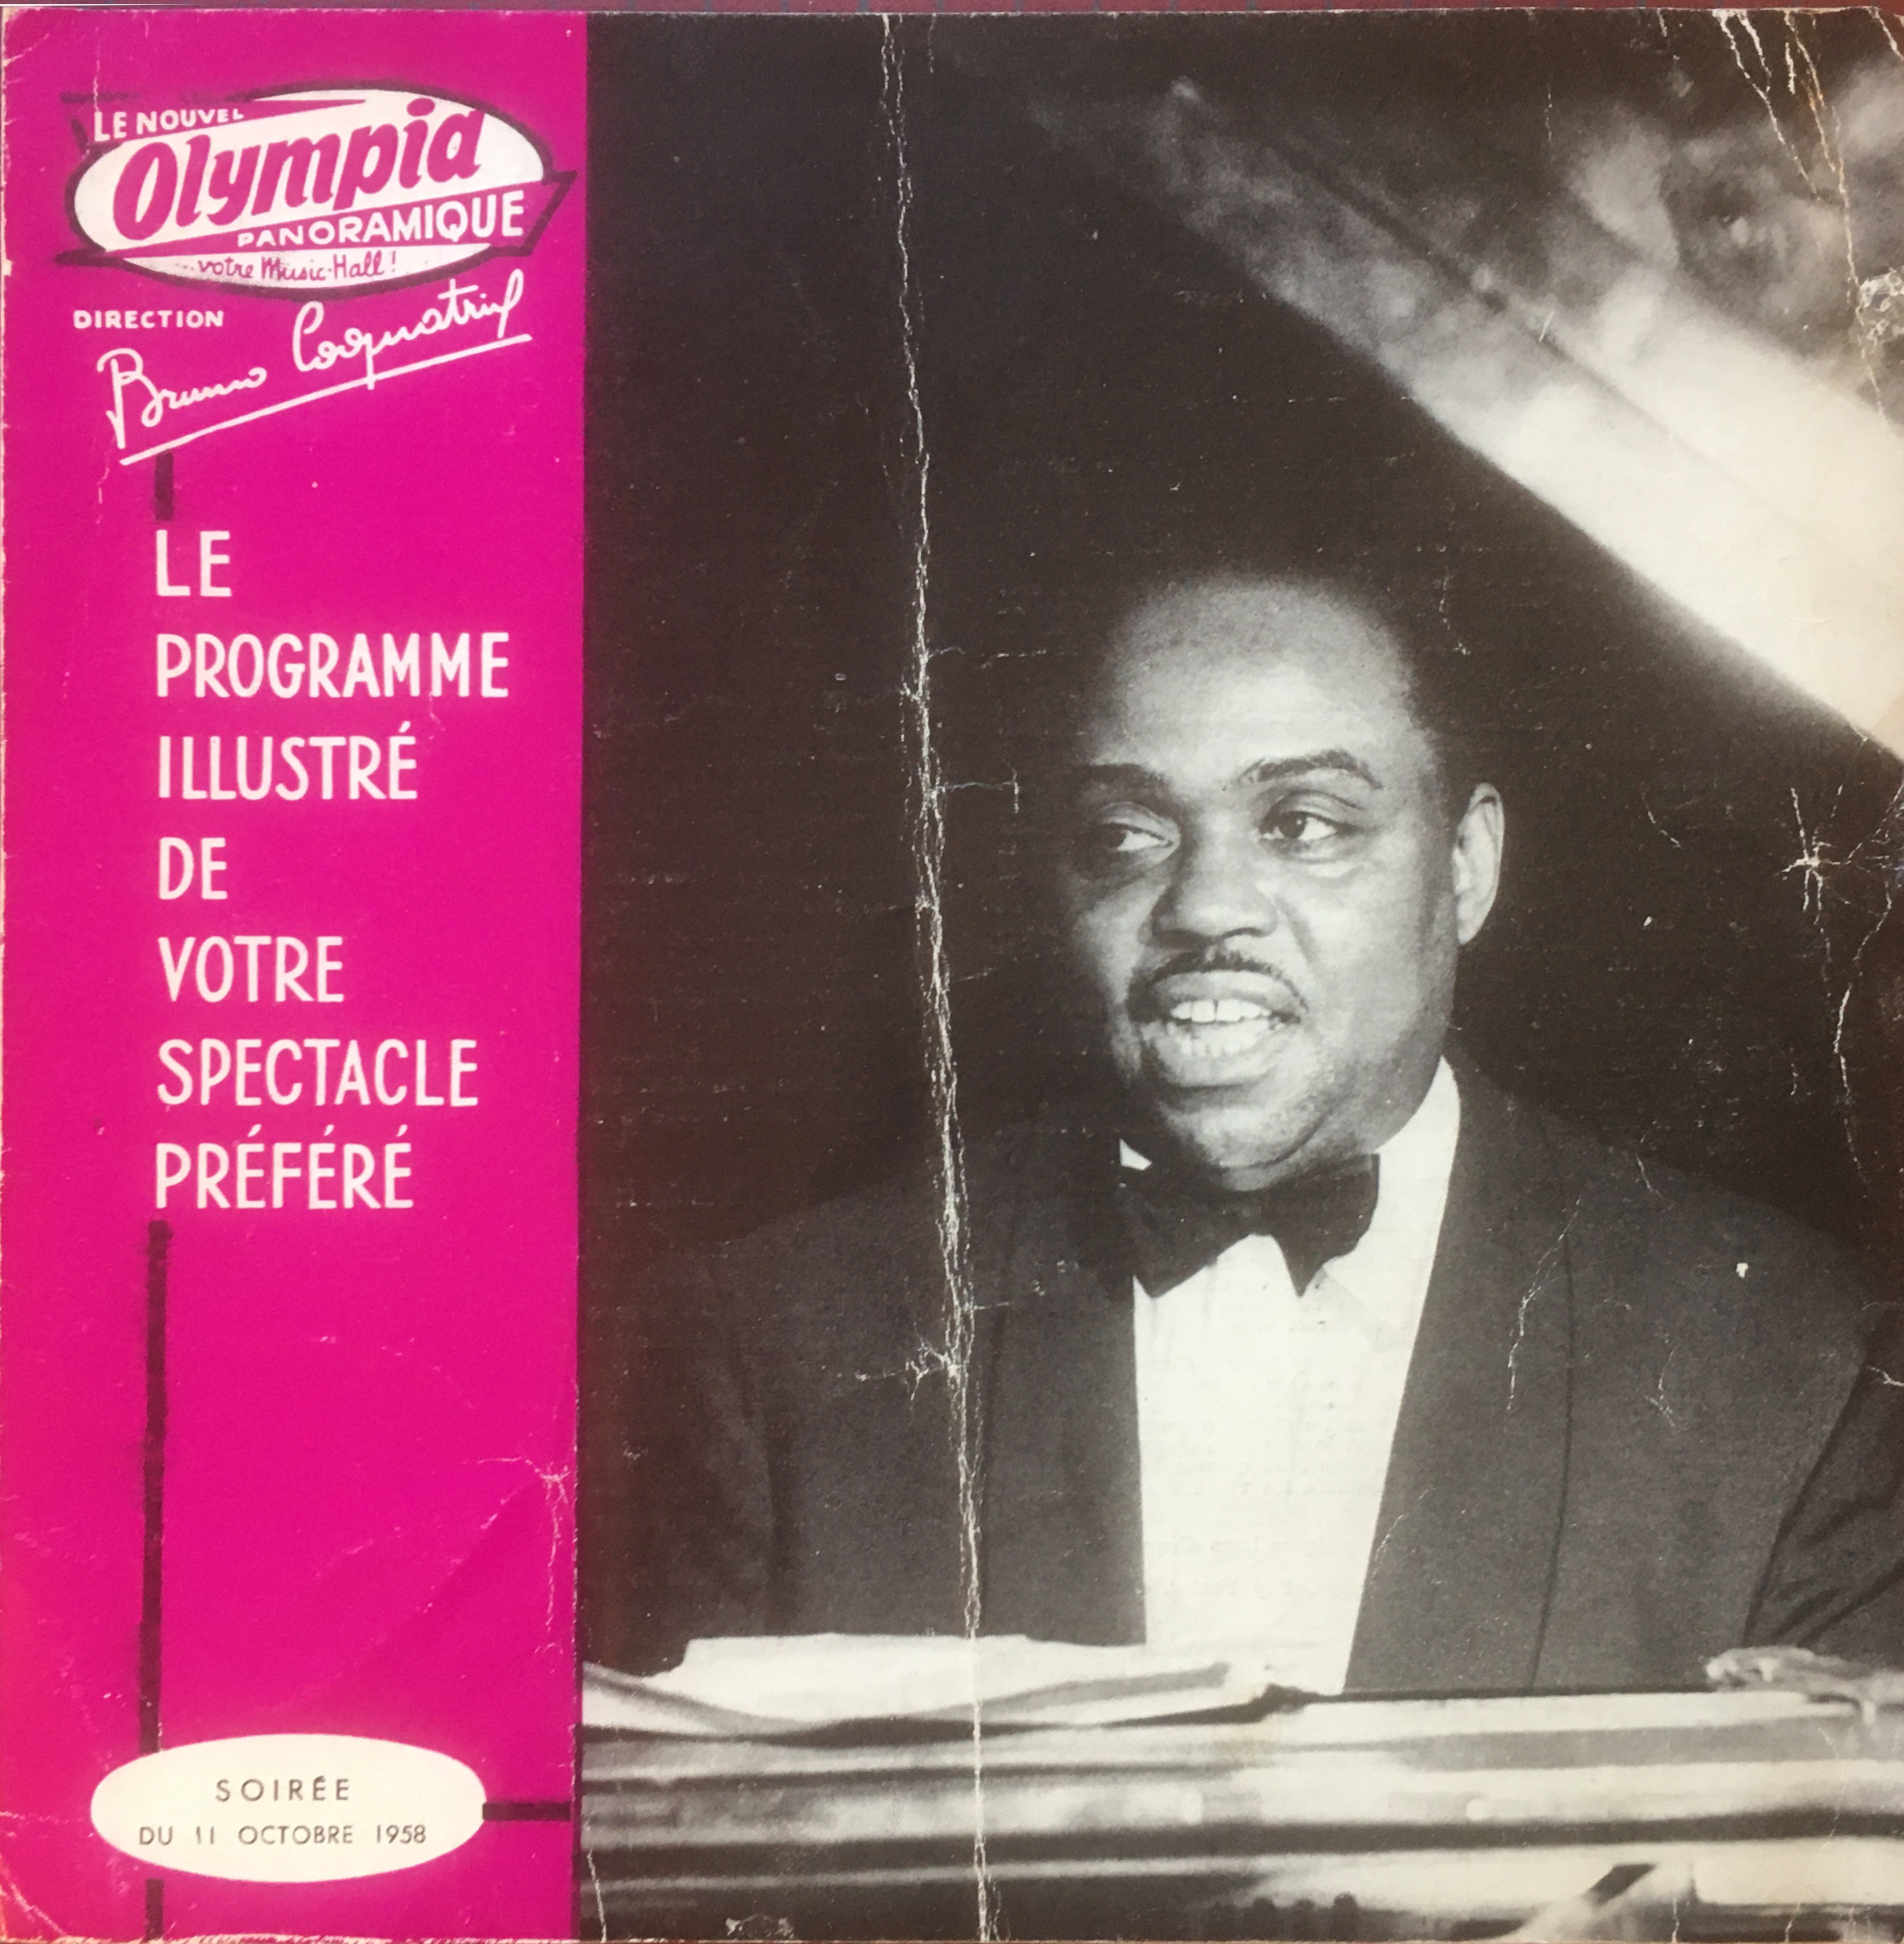 LE NOUVEL
Olympia
PANORAMIQUE
votre Music-Hall!
DIRECTION
Bruno Coquatrix
LE
PROGRAMME
ILLUSTRÉ
DE
VOTRE
SPECTACLE
PRÉFÉRÉ
SOIRÉE
DU 11 OCTOBRE 1958